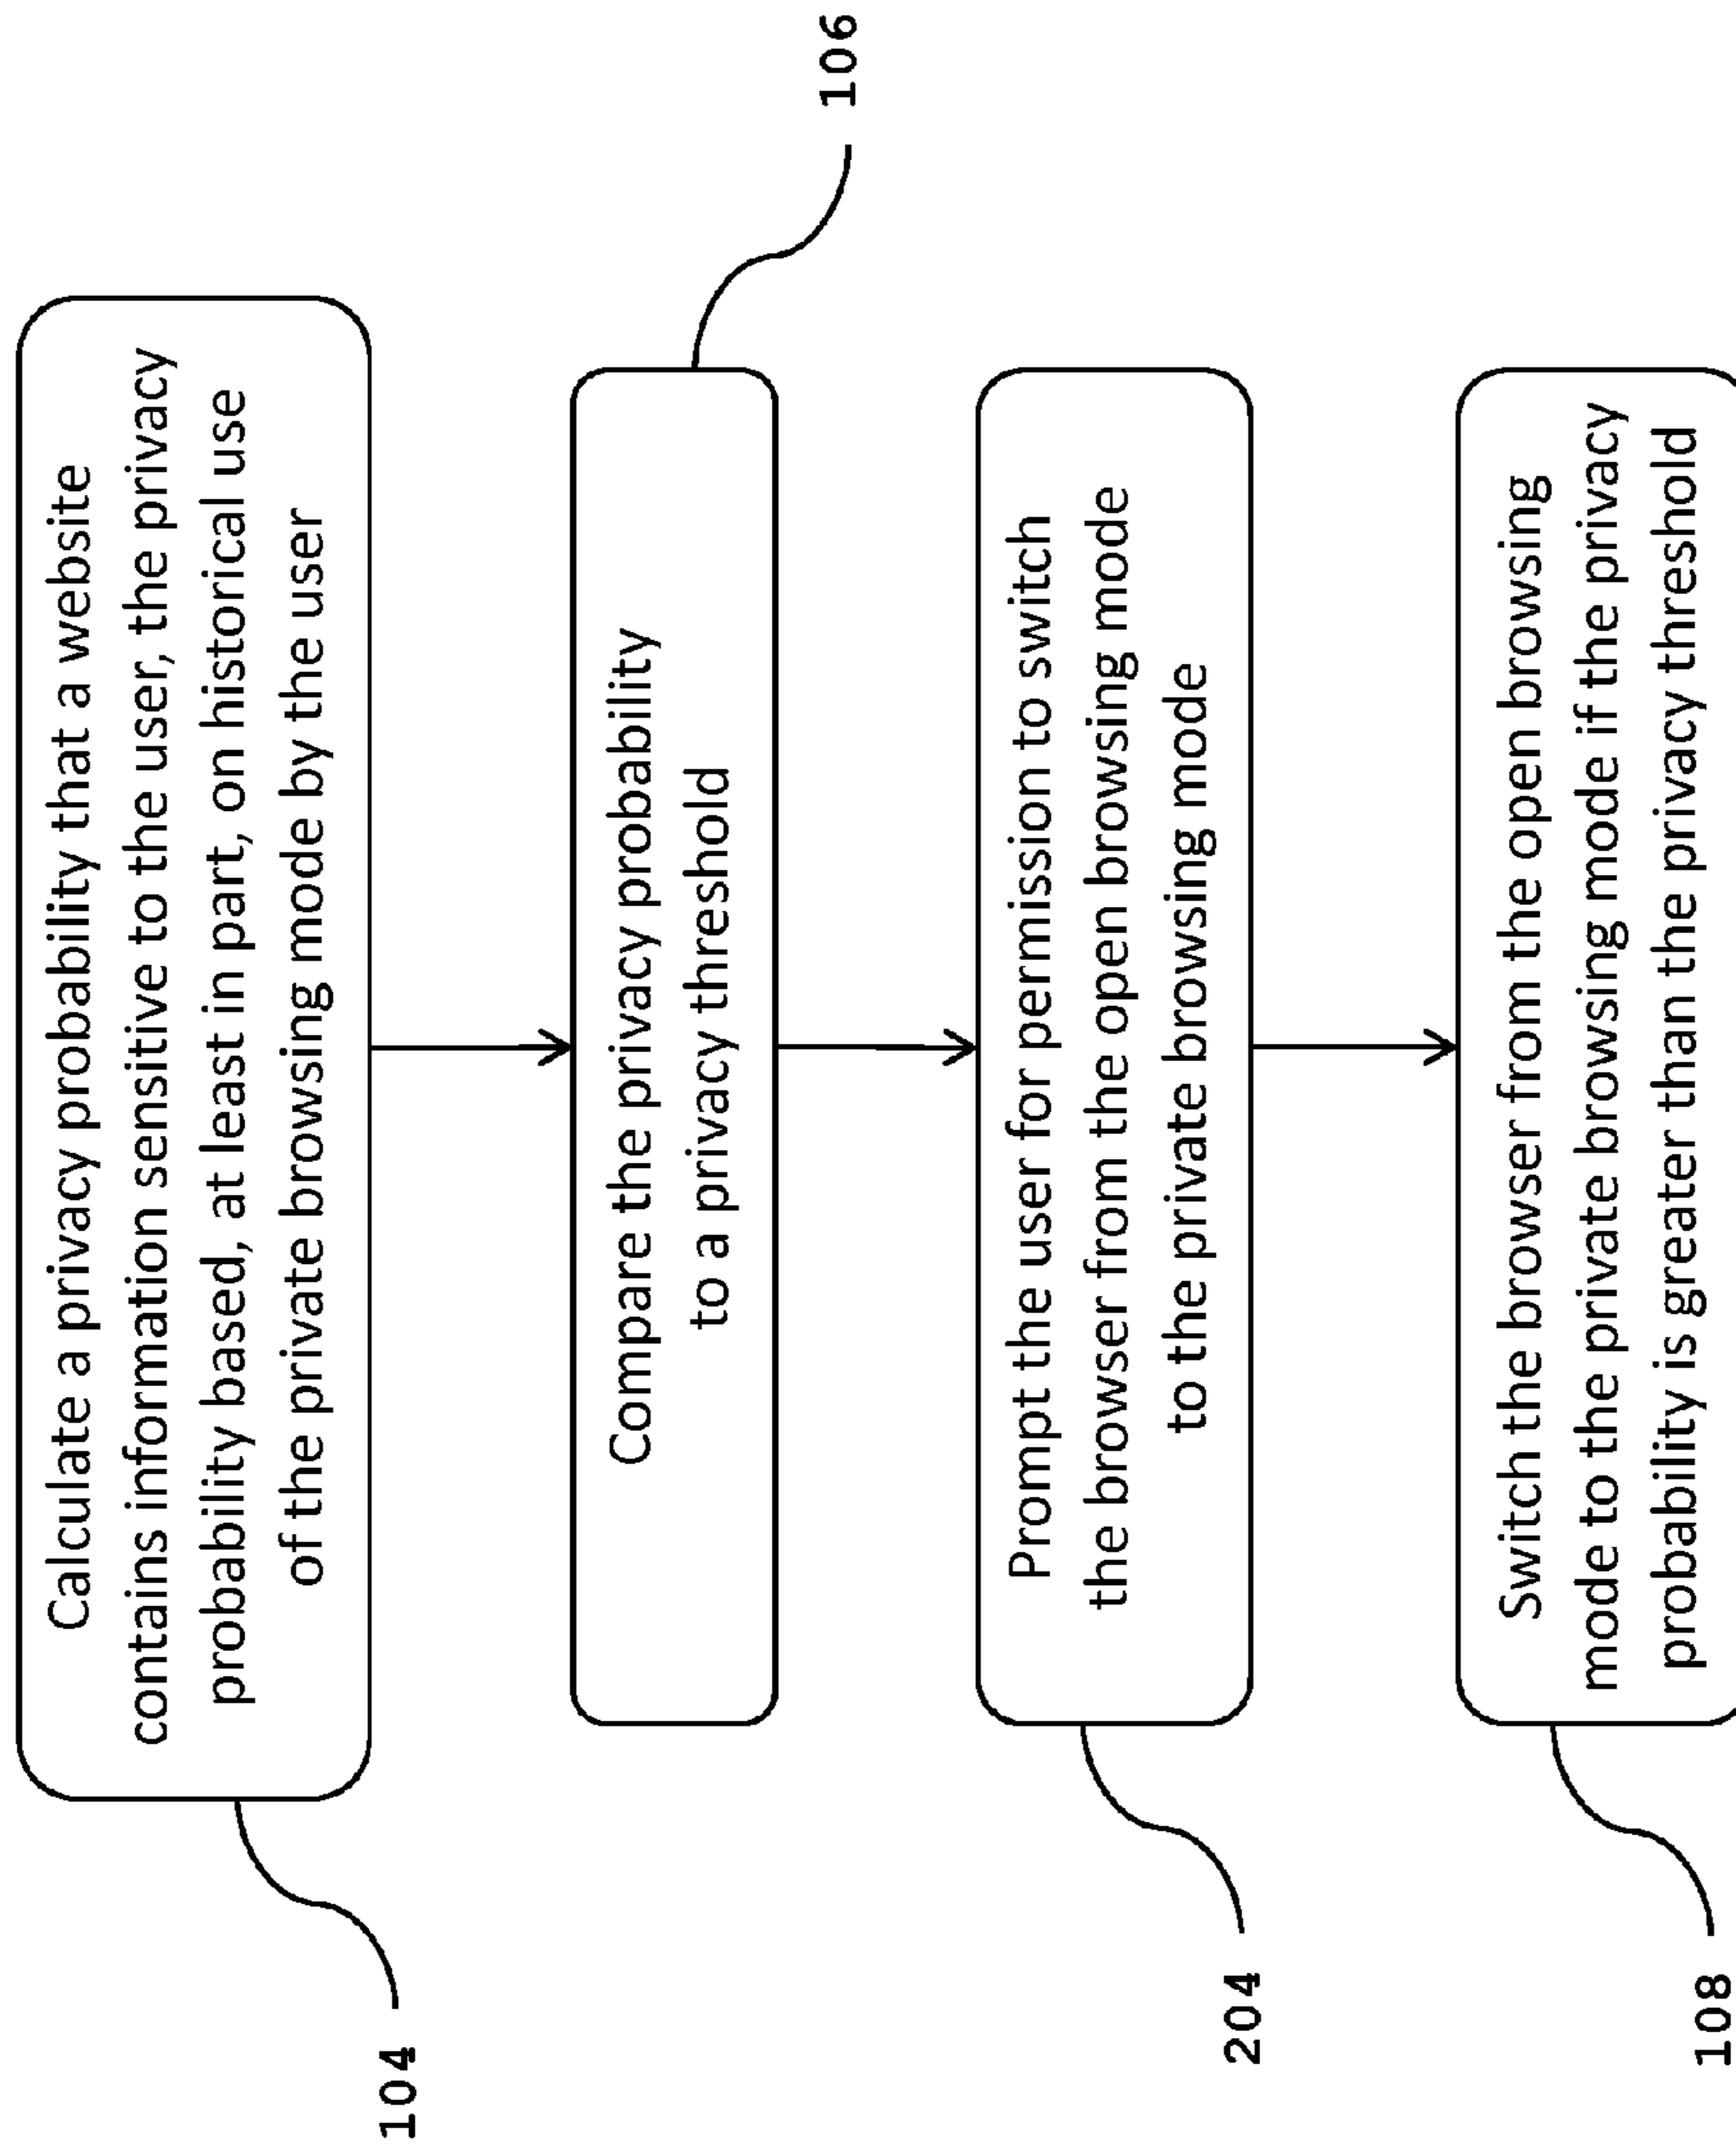 Calculate a privacy probability that a website
contains information sensitive to the user, the privacy
probability based, at least in part, on historical use
of the private browsing mode by the user
104
Compare the privacy probability
to a privacy threshold
106
Prompt the user for permission to switch
the browser from the open browsing mode
to the private browsing mode
204
Switch the browser from the open browsing
mode to the private browsing mode if the privacy
probability is greater than the privacy threshold
108